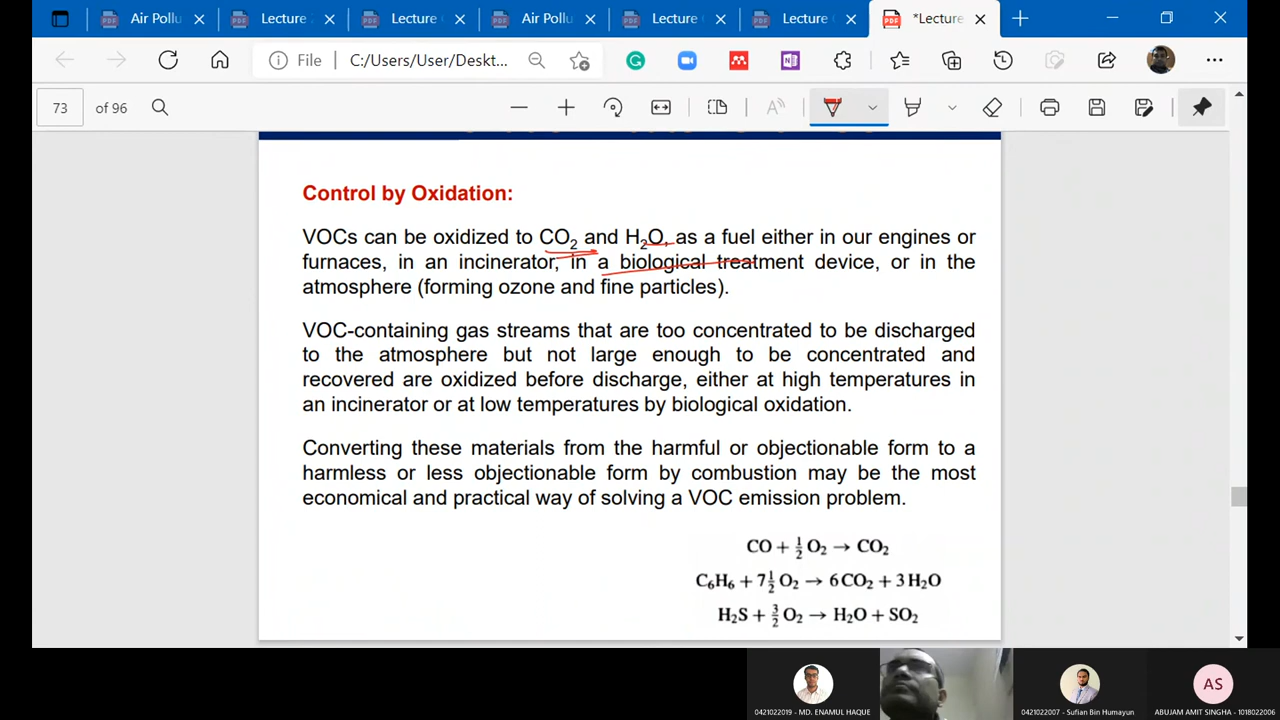 Air Pollu
Lecture
Lecture
Air Pollu
Lecture
Lecture
*Lecture
File
C:/Users/User/Deskt...
73
of 96
Control by Oxidation:
VOCs can be oxidized to CO₂ and H₂O, as a fuel either in our engines or
furnaces, in an incinerator, in a biological treatment device, or in the
atmosphere (forming ozone and fine particles).
VOC-containing gas streams that are too concentrated to be discharged
to the atmosphere but not large enough to be concentrated and
recovered are oxidized before discharge, either at high temperatures in
an incinerator or at low temperatures by biological oxidation.
Converting these materials from the harmful or objectionable form to a
harmless or less objectionable form by combustion may be the most
economical and practical way of solving a VOC emission problem.
CO + ½ O₂ → CO₂
C₆H₆ + 7½ O₂ → 6 CO₂ + 3 H₂O
H₂S + 3/2 O₂ → H₂O + SO₂
AS
0421022019 - MD. ENAMUL HAQUE
0421022007 - Sufian Bin Humayun
ABUJAM AMIT SINGHA - 1018022006